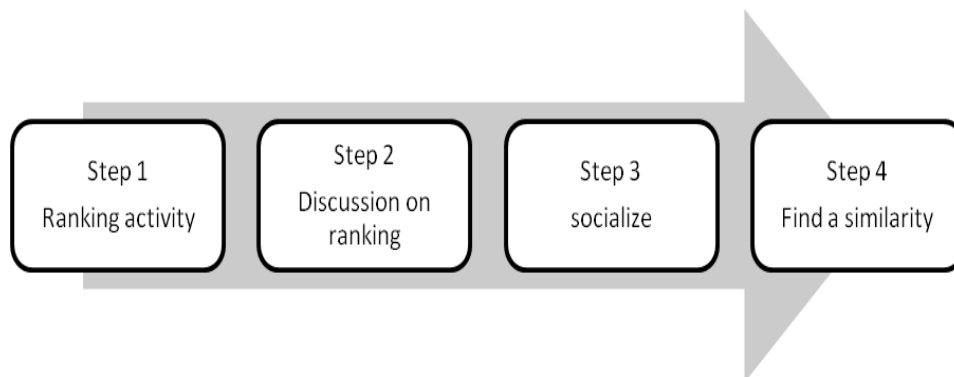 Step 1
Ranking activity
Step 2
Discussion on
ranking
Step 3
socialize
Step 4
Find a similarity